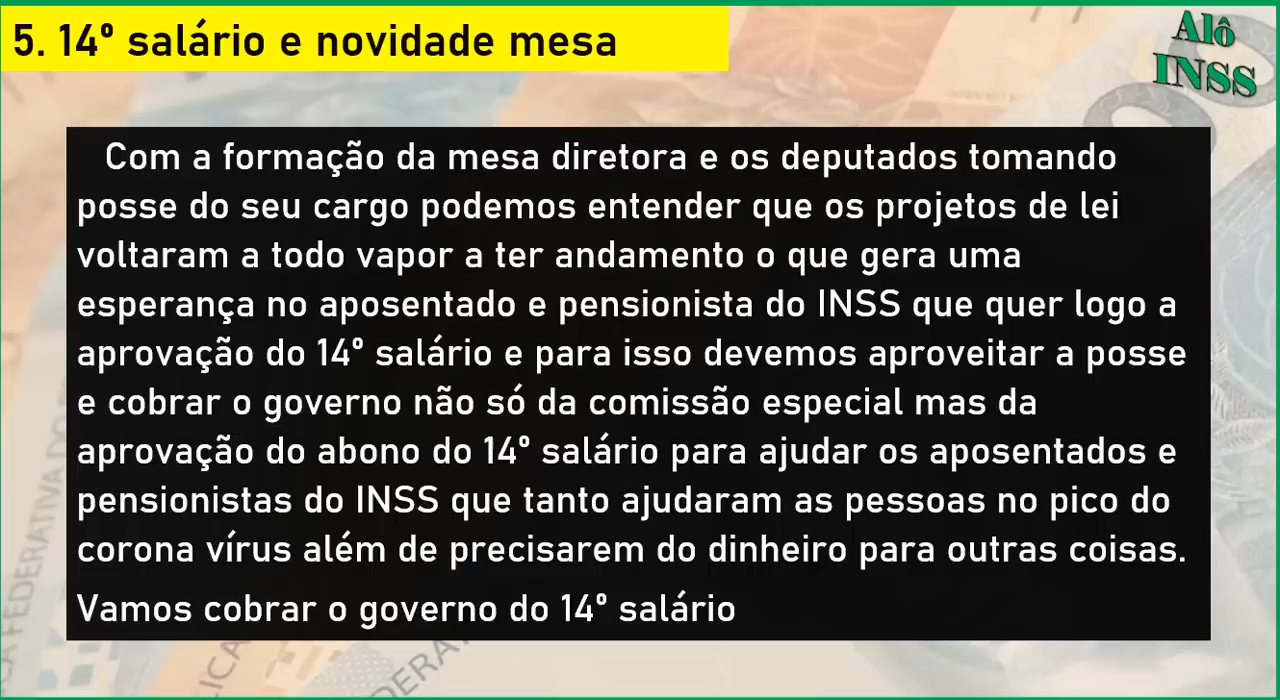 5. 14º salário e novidade mesa
Alô
INSS
Com a formação da mesa diretora e os deputados tomando
posse do seu cargo podemos entender que os projetos de lei
voltaram a todo vapor a ter andamento o que gera uma
esperança no aposentado e pensionista do INSS que quer logo a
aprovação do 14º salário e para isso devemos aproveitar a posse
e cobrar o governo não só da comissão especial mas da
aprovação do abono do 14º salário para ajudar os aposentados e
pensionistas do INSS que tanto ajudaram as pessoas no pico do
corona vírus além de precisarem do dinheiro para outras coisas.
Vamos cobrar o governo do 14º salário